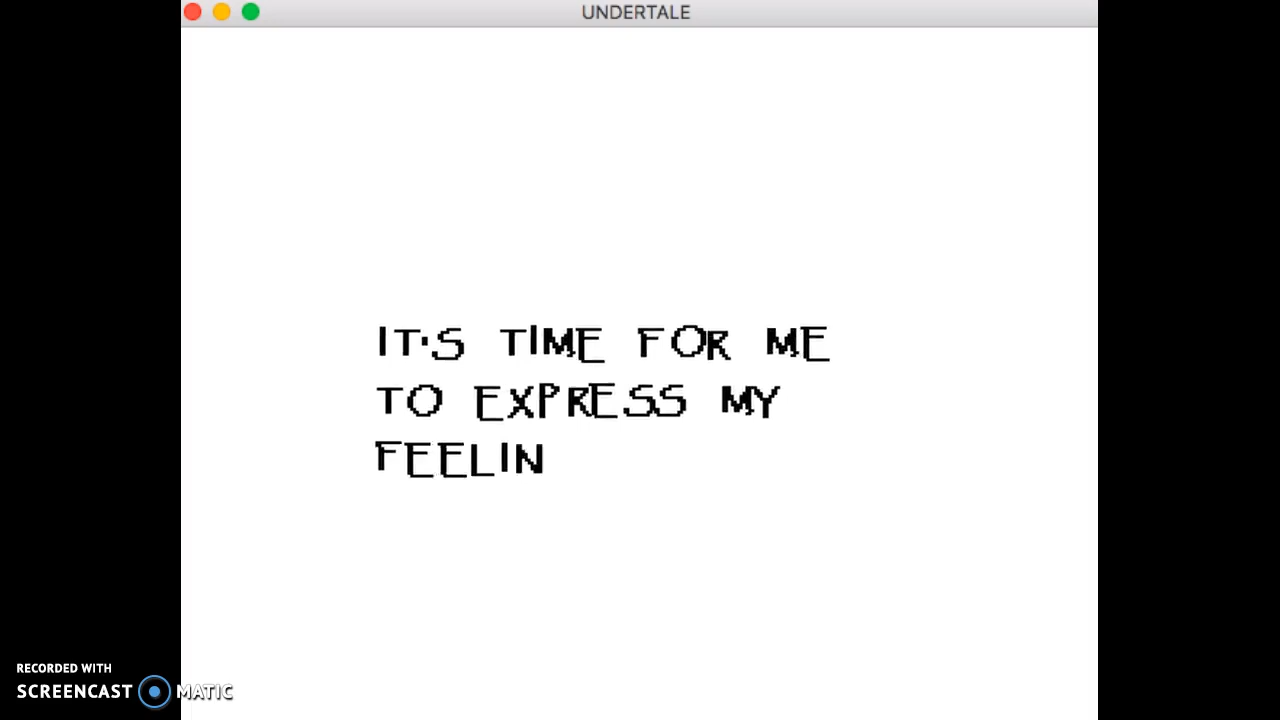 UNDERTALE
IT'S TIME FOR ME
TO EXPRESS MY
FEELIN
RECORDED WITH
SCREENCAST MATIC